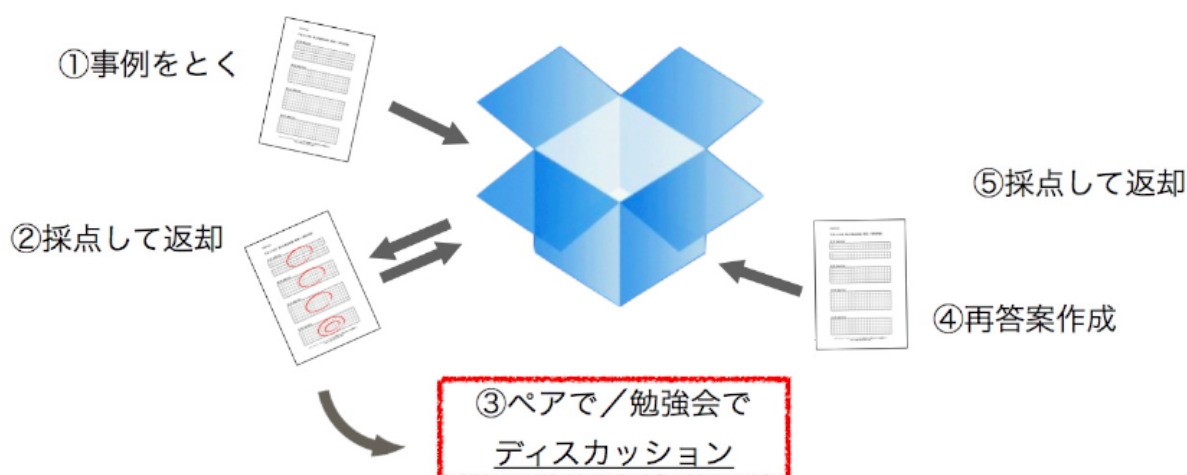 ①事例をとく
②採点して返却
③ペアで／勉強会で
ディスカッション
⑤採点して返却
④再答案作成